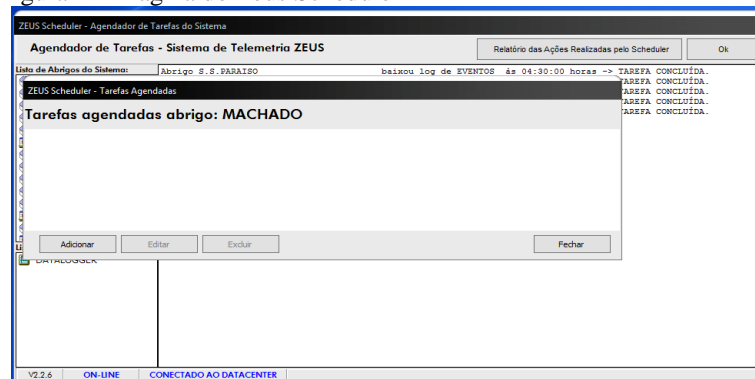 ZEUS Scheduler - Agendador de Tarefas do Sistema
Agendador de Tarefas - Sistema de Telemetria ZEUS
Relatório das Ações Realizadas pelo Scheduler
Ok
Lista de Abrigos do Sistema:
Abrigo S.S.PARAISO baixou log de EVENTOS ás 04:30:00 horas -> TAREFA CONCLUÍDA.
TAREFA CONCLUÍDA.
TAREFA CONCLUÍDA.
TAREFA CONCLUÍDA.
TAREFA CONCLUÍDA.
ZEUS Scheduler - Tarefas Agendadas
Tarefas agendadas abrigo: MACHADO
Adicionar
Editar
Excluir
Fechar
DATALOGGER
V2.2.6
ON-LINE
CONECTADO AO DATACENTER